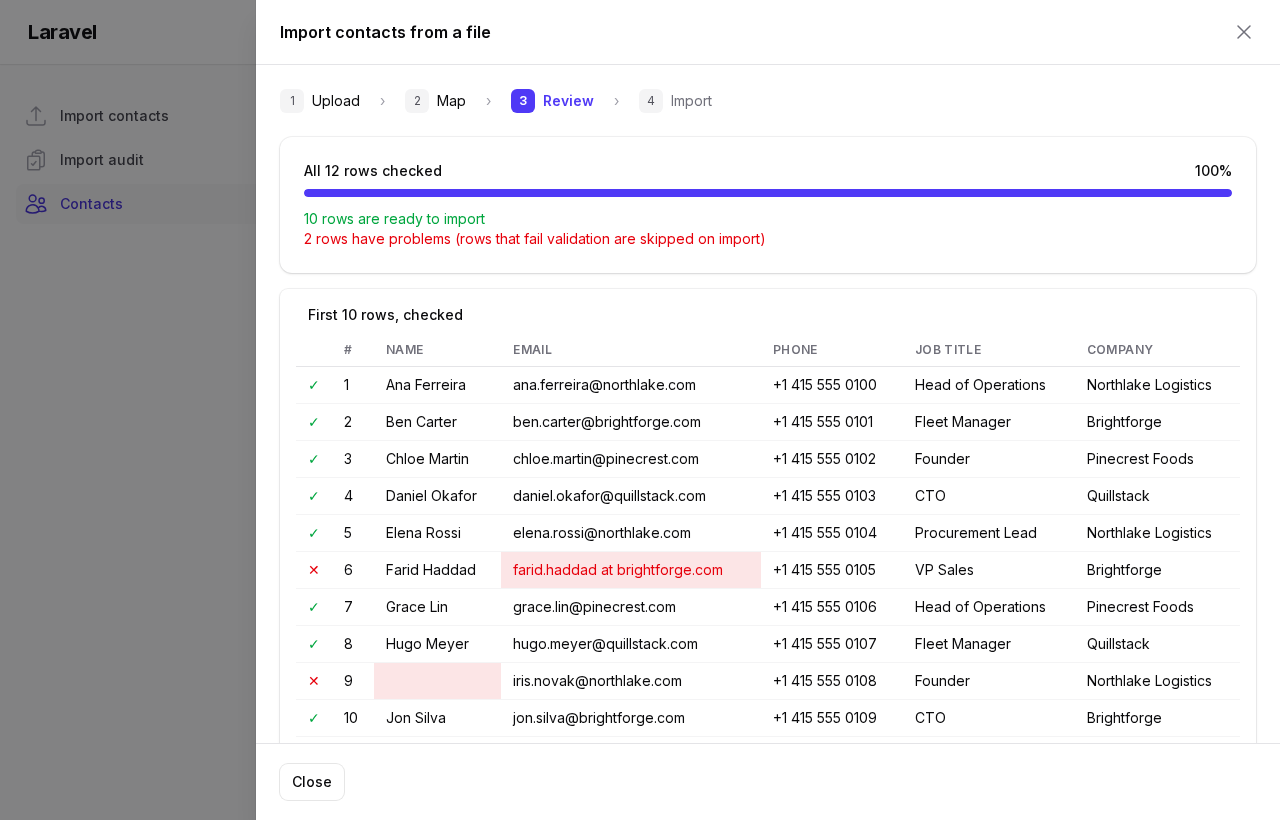 Laravel
Import contacts
Import audit
Contacts
Import contacts from a file
1 Upload › 2 Map › 3 Review › 4 Import
All 12 rows checked 100%
10 rows are ready to import
2 rows have problems (rows that fail validation are skipped on import)
First 10 rows, checked
# NAME EMAIL PHONE JOB TITLE COMPANY
✓ 1 Ana Ferreira ana.ferreira@northlake.com +1 415 555 0100 Head of Operations Northlake Logistics
✓ 2 Ben Carter ben.carter@brightforge.com +1 415 555 0101 Fleet Manager Brightforge
✓ 3 Chloe Martin chloe.martin@pinecrest.com +1 415 555 0102 Founder Pinecrest Foods
✓ 4 Daniel Okafor daniel.okafor@quillstack.com +1 415 555 0103 CTO Quillstack
✓ 5 Elena Rossi elena.rossi@northlake.com +1 415 555 0104 Procurement Lead Northlake Logistics
✕ 6 Farid Haddad farid.haddad at brightforge.com +1 415 555 0105 VP Sales Brightforge
✓ 7 Grace Lin grace.lin@pinecrest.com +1 415 555 0106 Head of Operations Pinecrest Foods
✓ 8 Hugo Meyer hugo.meyer@quillstack.com +1 415 555 0107 Fleet Manager Quillstack
✕ 9 iris.novak@northlake.com +1 415 555 0108 Founder Northlake Logistics
✓ 10 Jon Silva jon.silva@brightforge.com +1 415 555 0109 CTO Brightforge
Close